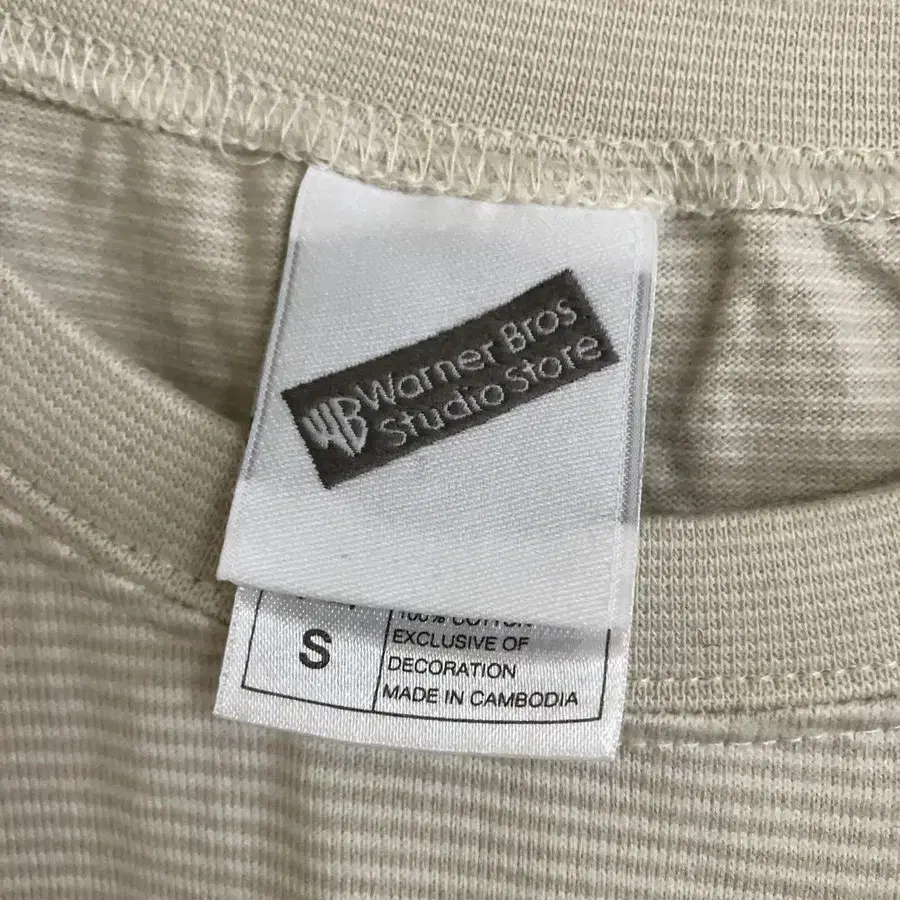 WB Warner Bros
Studio Store
S
100% COTTON
EXCLUSIVE OF
DECORATION
MADE IN CAMBODIA